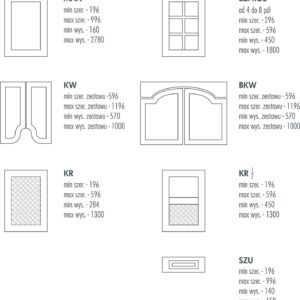 min szer. - 196
max szer. - 996
min wys. - 160
max wys. - 2780
od 4 do 8 pól
min szer. - 296
max szer. - 596
min wys. - 450
max wys. - 1800
KW
min szer. zestawu - 596
max szer. zestawu - 1196
min wys. zestawu - 570
max wys. zestawu - 1000
BKW
min szer. zestawu -596
max szer. zestawu - 1196
min wys. zestawu - 570
max wys. zestawu - 1000
KR
min szer. - 196
max szer. - 596
min wys. - 284
max wys. - 1300
KR ½
min szer. - 196
max szer. - 596
min wys. - 450
max wys. - 1300
SZU
min szer. - 196
max szer. - 996
min wys. - 140